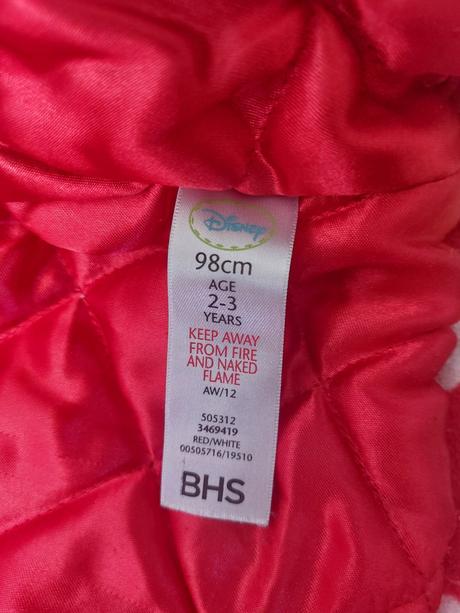 Disney
98cm
AGE
2-3
YEARS
KEEP AWAY
FROM FIRE
AND NAKED
FLAME
AW/12
505312
3469419
RED/WHITE
00505716/19510
BHS